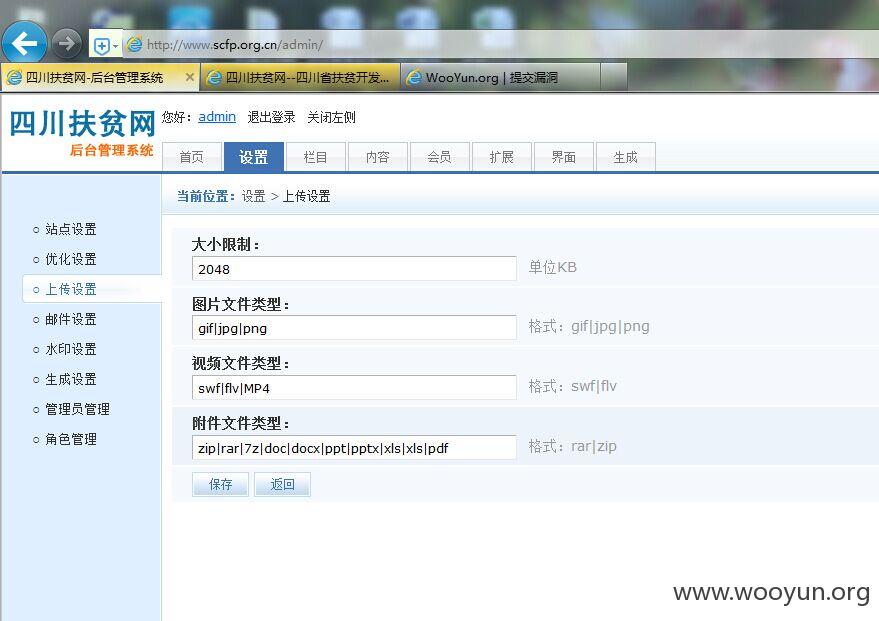 http://www.scfp.org.cn/admin/
四川扶贫网-后台管理系统
四川扶贫网--四川省扶贫开发...
WooYun.org | 提交漏洞
四川扶贫网
后台管理系统
您好：admin 退出登录 关闭左侧
首页 设置 栏目 内容 会员 扩展 界面 生成
当前位置：设置 > 上传设置
站点设置
优化设置
上传设置
邮件设置
水印设置
生成设置
管理员管理
角色管理
大小限制：
2048 单位KB
图片文件类型：
gif|jpg|png 格式：gif|jpg|png
视频文件类型：
swf|flv|MP4 格式：swf|flv
附件文件类型：
zip|rar|7z|doc|docx|ppt|pptx|xls|xls|pdf 格式：rar|zip
保存 返回
www.wooyun.org